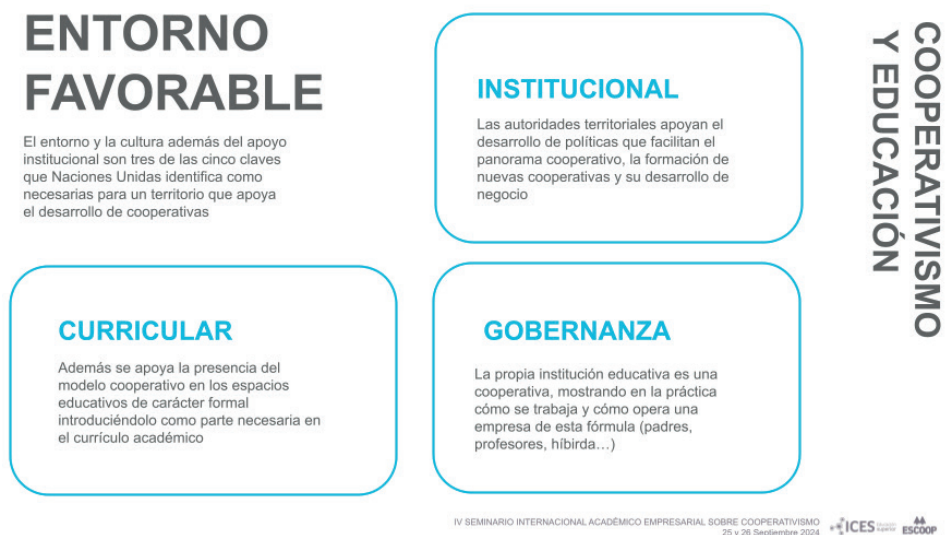 ENTORNO
FAVORABLE
El entorno y la cultura además del apoyo
institucional son tres de las cinco claves
que Naciones Unidas identifica como
necesarias para un territorio que apoya
el desarrollo de cooperativas
INSTITUCIONAL
Las autoridades territoriales apoyan el
desarrollo de políticas que facilitan el
panorama cooperativo, la formación de
nuevas cooperativas y su desarrollo de
negocio
CURRICULAR
Además se apoya la presencia del
modelo cooperativo en los espacios
educativos de carácter formal
introduciéndolo como parte necesaria en
el currículo académico
GOBERNANZA
La propia institución educativa es una
cooperativa, mostrando en la práctica
cómo se trabaja y cómo opera una
empresa de esta fórmula (padres,
profesores, híbirda…)
COOPERATIVISMO
Y EDUCACIÓN
IV SEMINARIO INTERNACIONAL ACADÉMICO EMPRESARIAL SOBRE COOPERATIVISMO
25 y 26 Septiembre 2024
ICES
ESCOOP